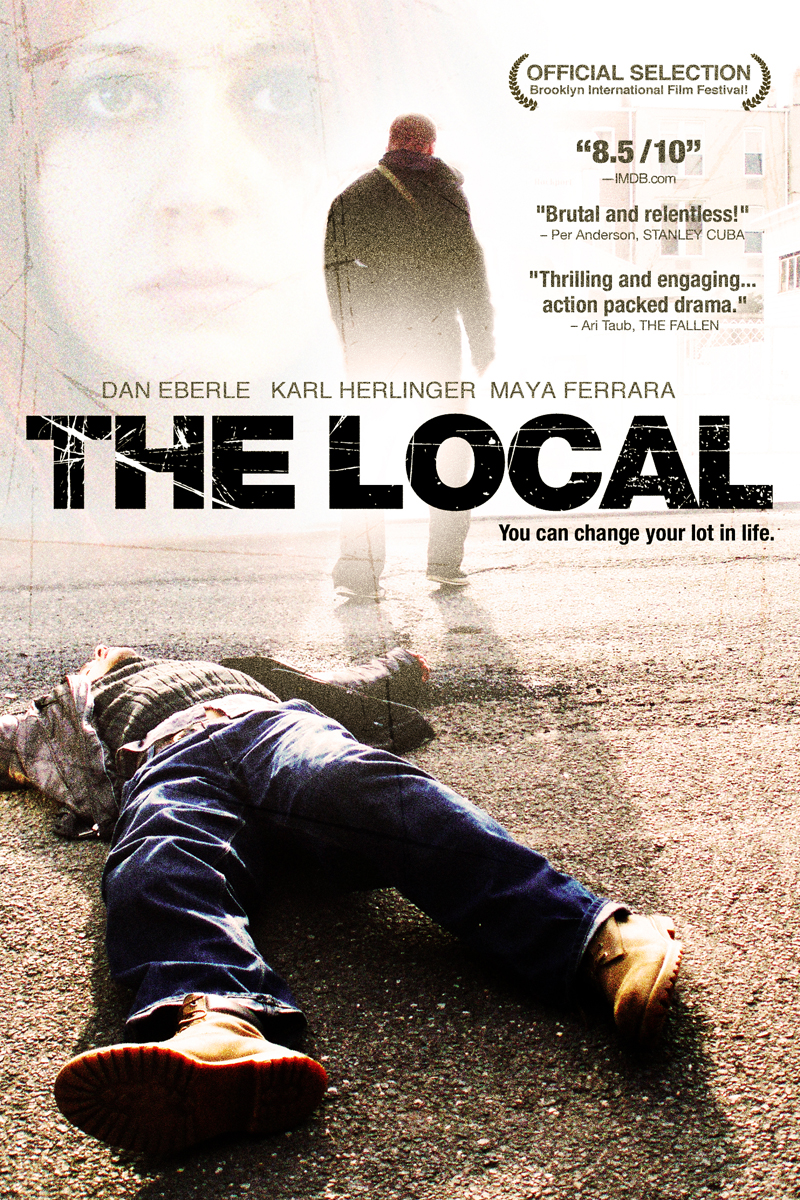 OFFICIAL SELECTION
Brooklyn International Film Festival!
“8.5/10”
—IMDB.com
"Brutal and relentless!"
– Per Anderson, STANLEY CUBA
"Thrilling and engaging...
action packed drama."
– Ari Taub, THE FALLEN
DAN EBERLE KARL HERLINGER MAYA FERRARA
THE LOCAL
You can change your lot in life.